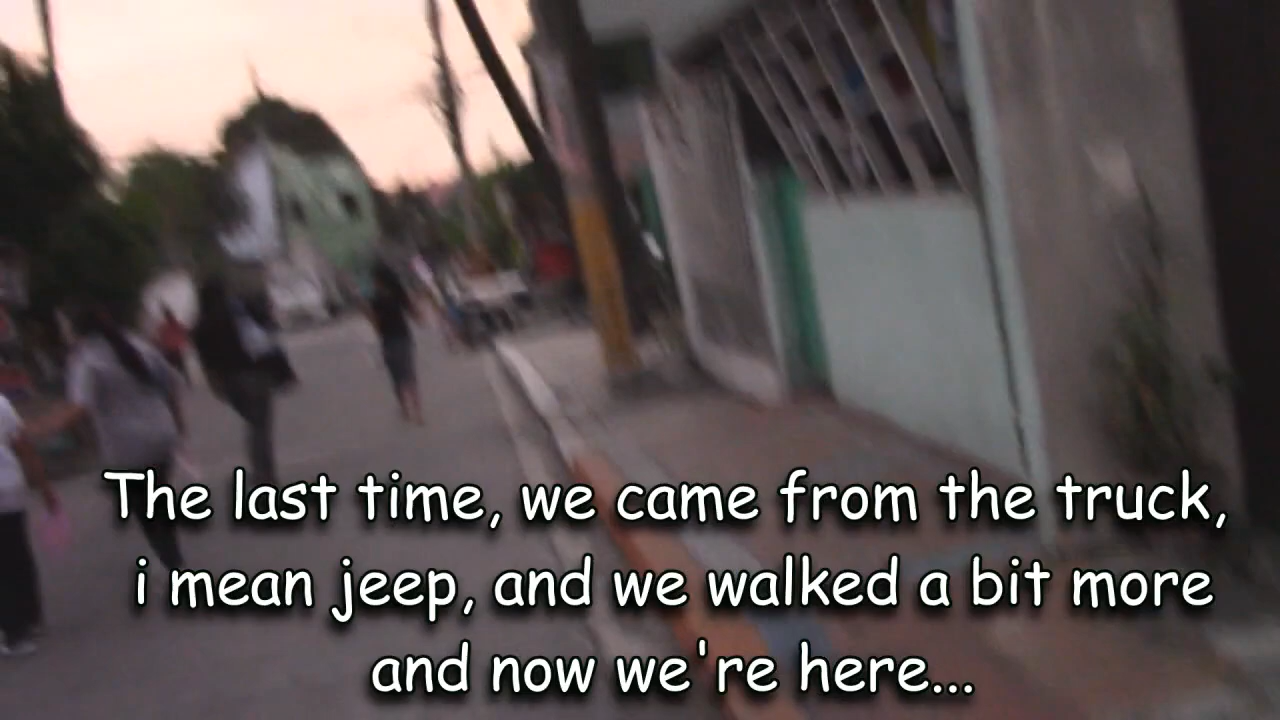 The last time, we came from the truck,
i mean jeep, and we walked a bit more
and now we're here...